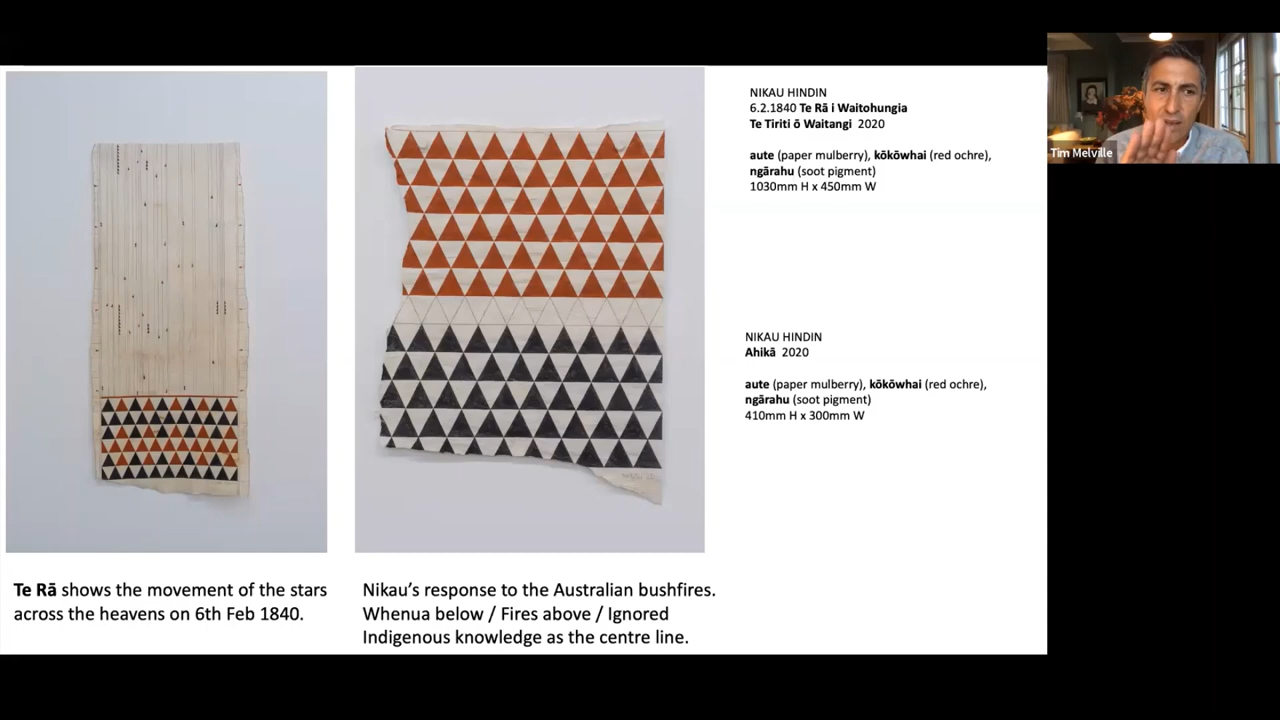 NIKAU HINDIN
6.2.1840 Te Rā i Waitohungia
Te Tiriti ō Waitangi 2020
aute (paper mulberry), kōkōwhai (red ochre),
ngārahu (soot pigment)
1030mm H x 450mm W
Tim Melville
NIKAU HINDIN
Ahikā 2020
aute (paper mulberry), kōkōwhai (red ochre),
ngārahu (soot pigment)
410mm H x 300mm W
Te Rā shows the movement of the stars
across the heavens on 6th Feb 1840.
Nikau’s response to the Australian bushfires.
Whenua below / Fires above / Ignored
Indigenous knowledge as the centre line.